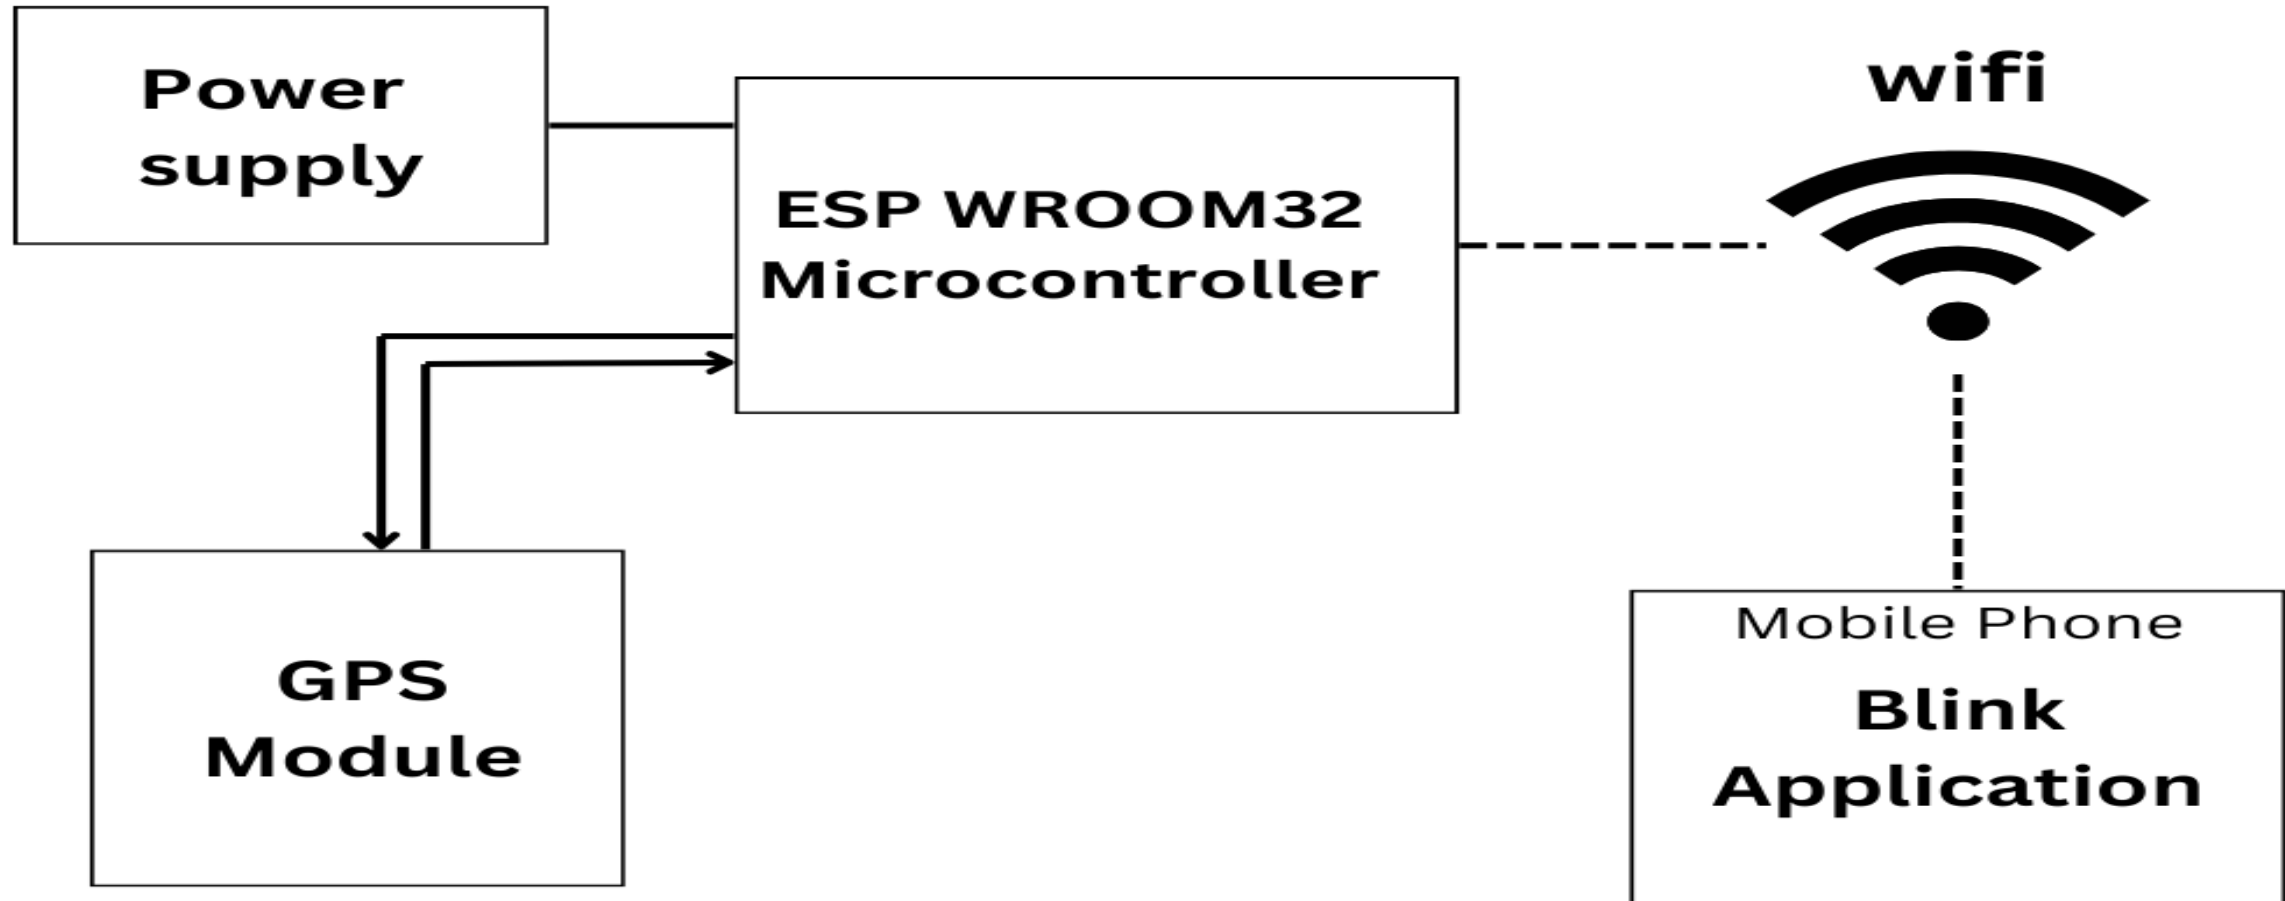 Power
supply
ESP WROOM32
Microcontroller
wifi
GPS
Module
Mobile Phone
Blink
Application